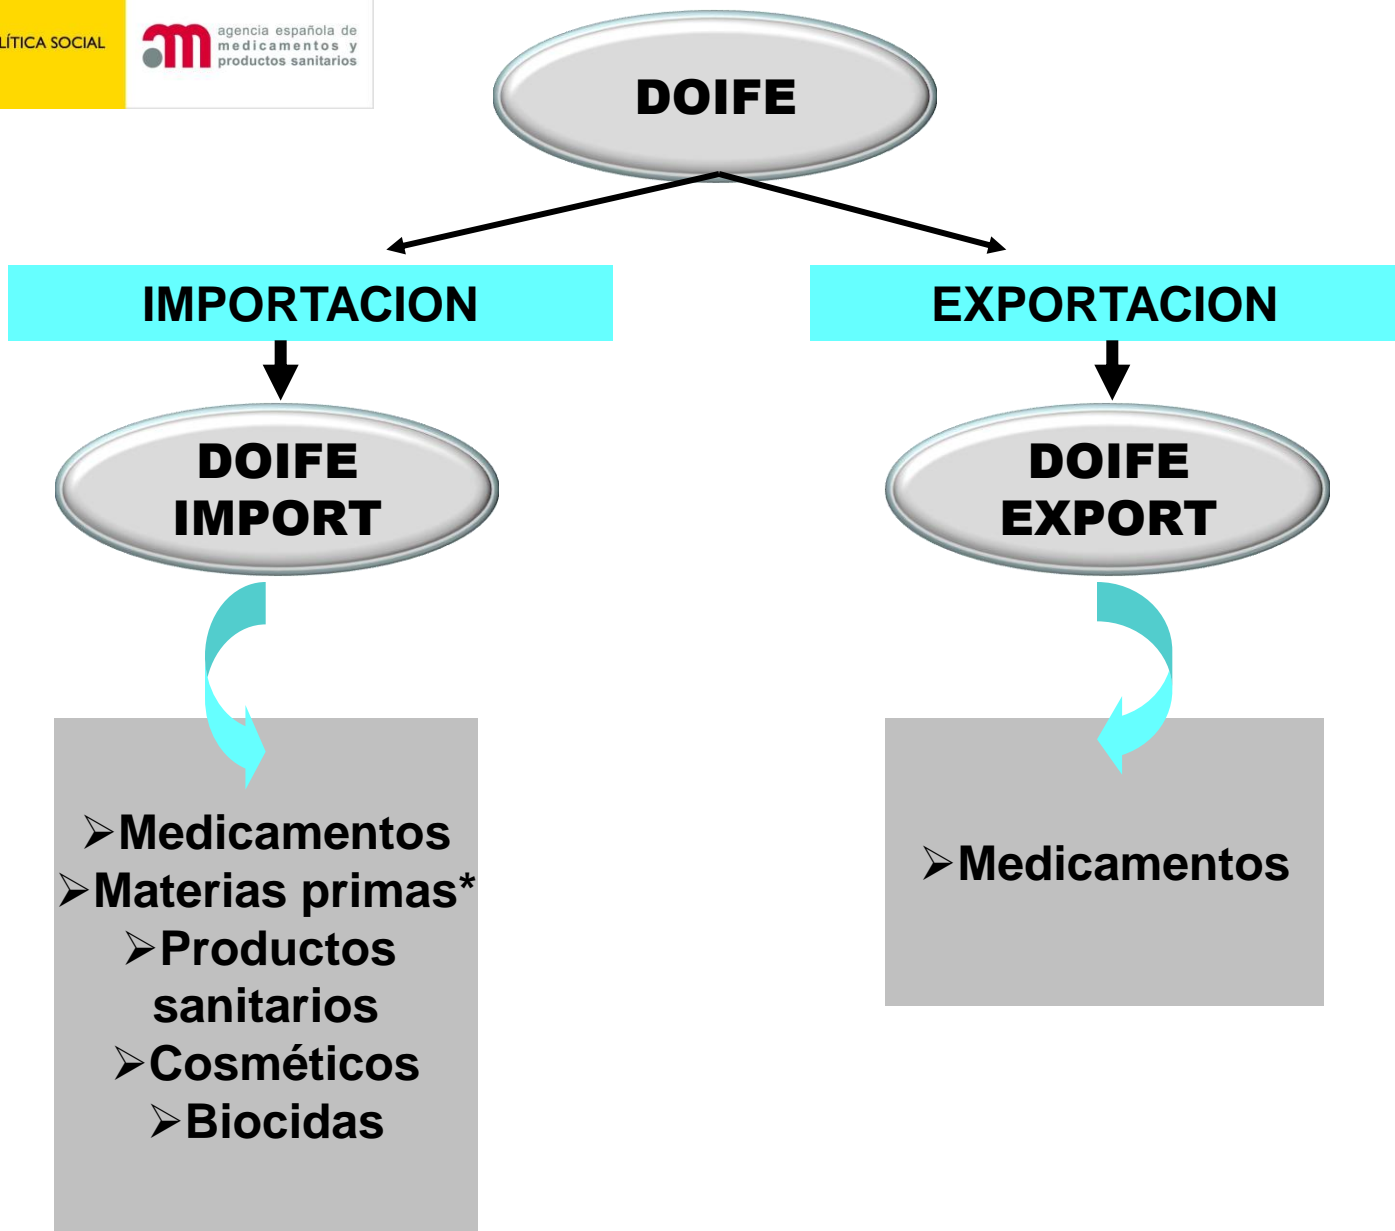 LÍTICA SOCIAL
agencia española de
medicamentos y
productos sanitarios
DOIFE
IMPORTACION
EXPORTACION
DOIFE
IMPORT
DOIFE
EXPORT
➢Medicamentos
➢Materias primas*
➢Productos
sanitarios
➢Cosméticos
➢Biocidas
➢Medicamentos